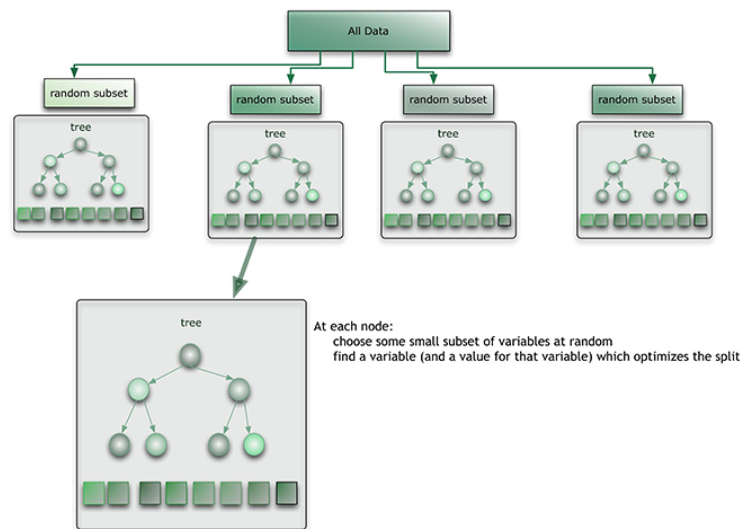 All Data
random subset
random subset
random subset
random subset
tree
tree
tree
tree
tree
At each node:
choose some small subset of variables at random
find a variable (and a value for that variable) which optimizes the split